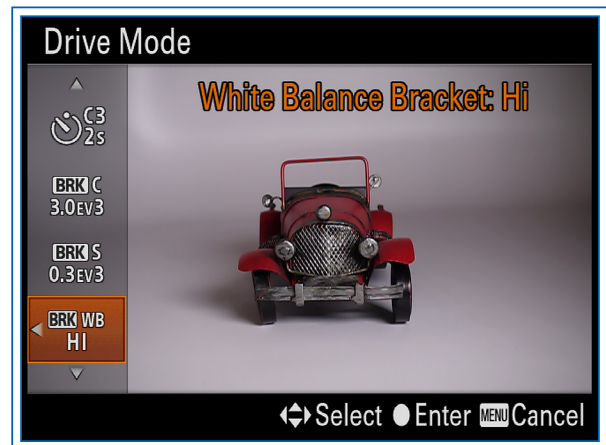 Drive Mode
White Balance Bracket: Hi
C3
2s
BRK C
3.0EV3
BRK S
0.3EV3
BRK WB
HI
Select Enter MENU Cancel